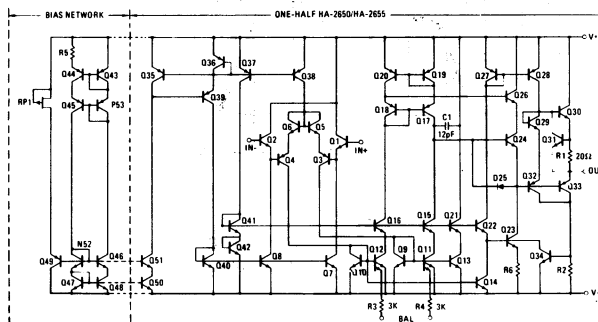 BIAS NETWORK
ONE-HALF HA-2650/HA-2655
V+
R5
Q44
Q43
Q35
Q36
Q37
Q38
Q20
Q19
Q27
Q28
RP1
Q45
P53
Q39
Q26
Q6
Q5
Q18
Q17
C1
12pF
Q29
Q30
Q31
IN-
Q2
Q4
Q3
Q1
IN+
Q24
R1
20Ω
OU
D25
Q32
Q33
Q41
Q16
Q15
Q21
Q22
Q42
Q23
N52
Q49
Q46
Q51
Q40
Q8
Q7
Q10
Q12
Q9
Q11
Q13
Q34
Q47
Q48
Q50
Q14
R6
R2
V-
R3
3K
R4
3K
BAL